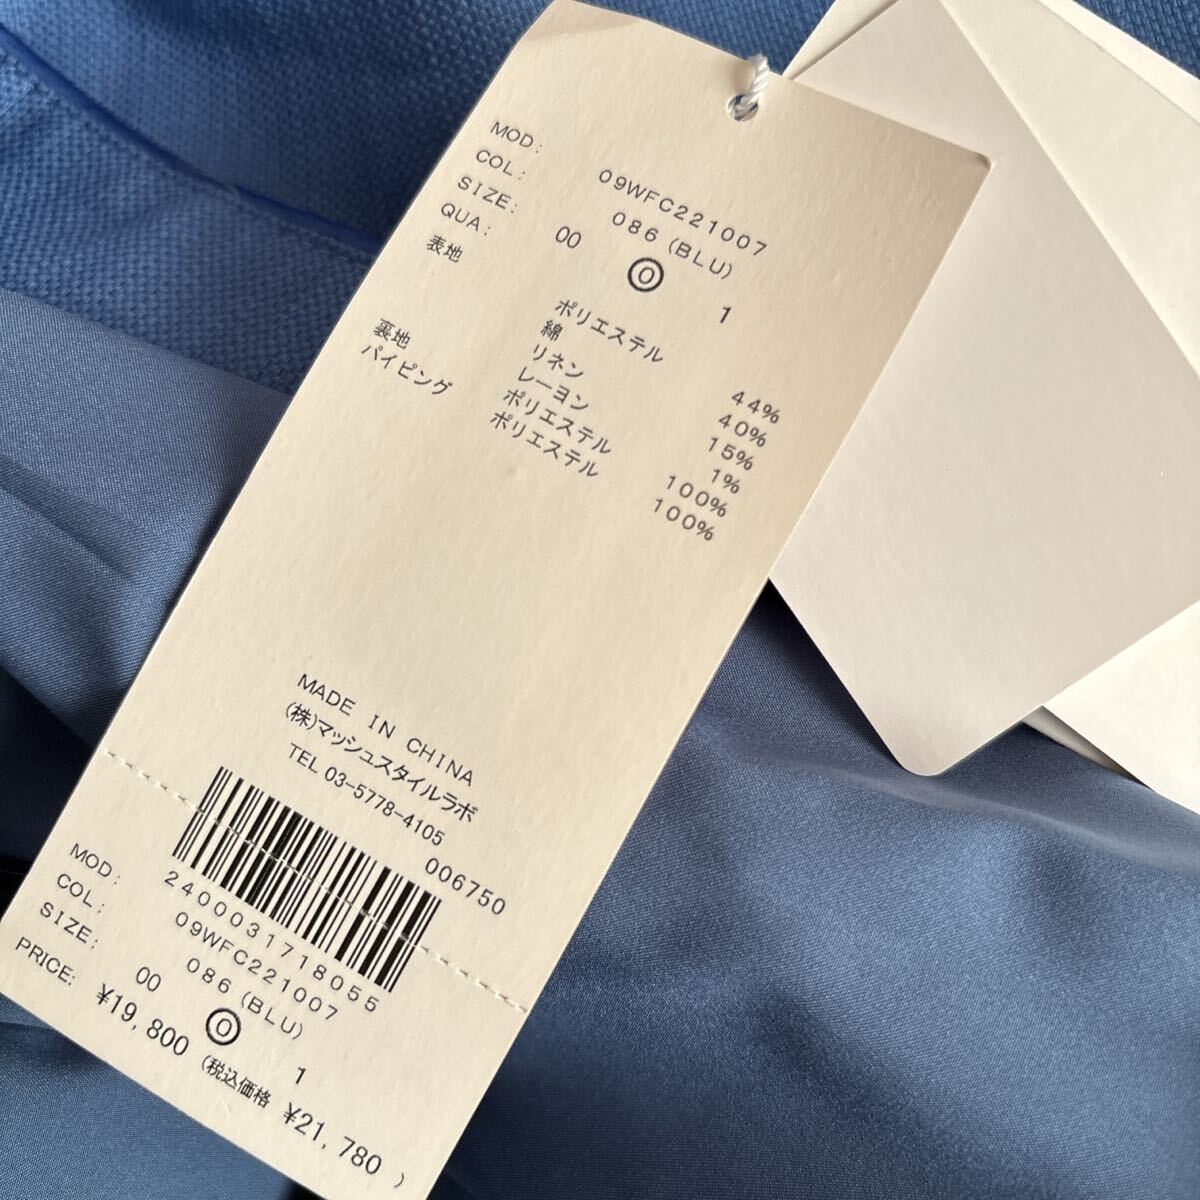 MOD: 09WFC221007
COL: 086 (BLU)
SIZE: 00 0 1
QUA:
表地 ポリエステル 44%
綿 40%
リネン 15%
レーヨン 1%
裏地 ポリエステル 100%
パイピング ポリエステル 100%
MADE IN CHINA
(株)マッシュスタイルラボ
TEL 03-5778-4105
006750
2400031718055
MOD: 09WFC221007
COL: 086 (BLU)
SIZE: 00 0 1
PRICE: ¥19,800 (税込価格 ¥21,780 )